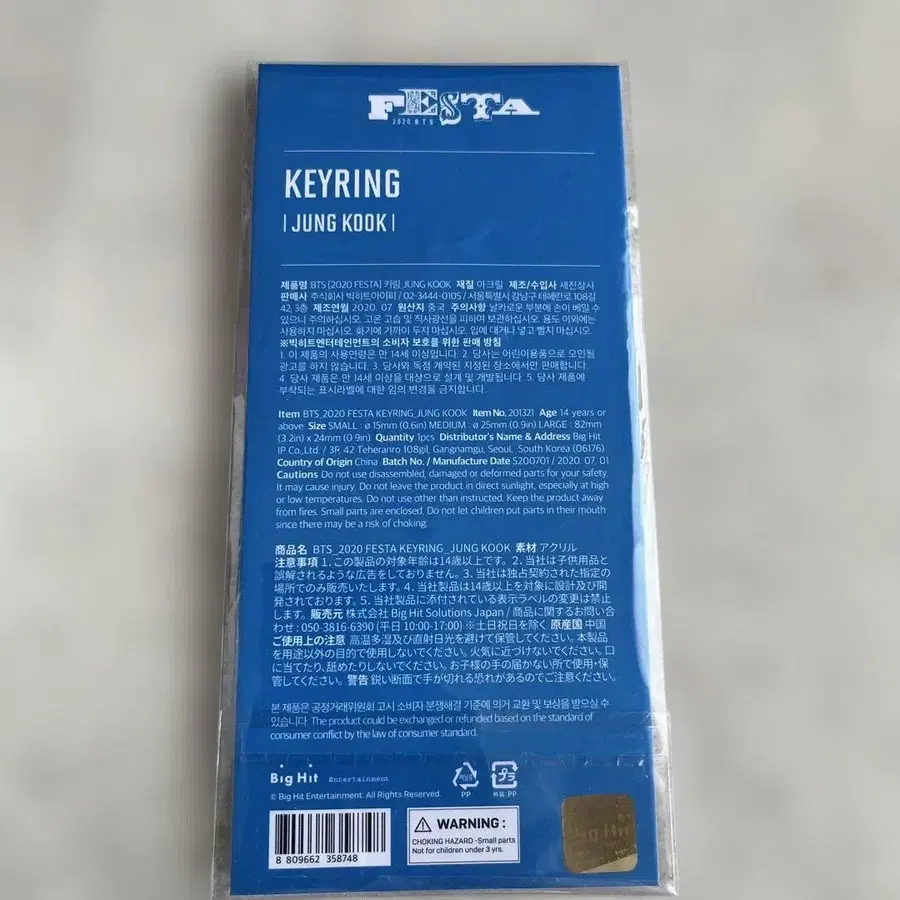 FESTA
2020 B.T.S
KEYRING
| JUNG KOOK |
제품명 BTS [2020 FESTA] 키링 JUNG KOOK 재질 아크릴 제조/수입사 세진상사
판매사 주식회사 빅히트아이피 / 02-3444-0105 / 서울특별시 강남구 테헤란로 108길
42, 3층 제조연월 2020. 07 원산지 중국 주의사항 날카로운 부분에 손이 베일 수
있으니 주의하십시오. 고온 고습 및 직사광선을 피하여 보관하십시오. 용도 이외에는
사용하지 마십시오. 화기에 가까이 두지 마십시오. 입에 대거나 넣고 빨지 마십시오.
※빅히트엔터테인먼트의 소비자 보호를 위한 판매 방침
1. 이 제품의 사용연령은 만 14세 이상입니다. 2. 당사는 어린이용품으로 오인될
광고를 하지 않습니다. 3. 당사와 독점 계약된 지정된 장소에서만 판매합니다.
4. 당사 제품은 만 14세 이상을 대상으로 설계 및 개발됩니다. 5. 당사 제품에
부착되는 표시라벨에 대한 임의 변경을 금지합니다.
Item BTS_2020 FESTA KEYRING_JUNG KOOK Item No. 201321 Age 14 years or
above Size SMALL : ø 15mm (0.6in) MEDIUM : ø 25mm (0.9in) LARGE : 82mm
(3.2in) x 24mm (0.9in) Quantity 1pcs Distributor's Name & Address Big Hit
IP Co., Ltd. / 3F, 42 Teheranro 108gil, Gangnamgu, Seoul, South Korea (06176)
Country of Origin China Batch No. / Manufacture Date S200701 / 2020. 07. 01
Cautions Do not use disassembled, damaged or deformed parts for your safety.
It may cause injury. Do not leave the product in direct sunlight, especially at high
or low temperatures. Do not use other than instructed. Keep the product away
from fires. Small parts are enclosed. Do not let children put parts in their mouth
since there may be a risk of choking.
商品名 BTS_2020 FESTA KEYRING_JUNG KOOK 素材 アクリル
注意事項 1. この製品の対象年齢は14歳以上です。2. 当社は子供用品と
誤解されるような広告をしておりません。3. 当社は独占契約された指定の
場所でのみ販売いたします。4. 当社製品は14歳以上を対象に設計及び開
発されております。5. 当社製品に添付されている表示ラベルの変更は禁止
します。販売元 株式会社 Big Hit Solutions Japan / 商品に関するお問い合
わせ : 050-3816-6390 (平日 10:00-17:00) ※土日祝日を除く 原産国 中国
ご使用上の注意 高温多湿及び直射日光を避けて保管してください。本製品
を用途以外の目的で使用しないでください。火気に近づけないでください。口
に当てたり、舐めたりしないでください。お子様の手の届かない所で使用・保
管してください。警告 鋭い断面で手が切れる恐れがあるのでご注意ください。
본 제품은 공정거래위원회 고시 소비자 분쟁해결 기준에 의거 교환 및 보상을 받으실 수
있습니다. The product could be exchanged or refunded based on the standard of
consumer conflict by the law of consumer standard.
Big Hit Entertainment
© Big Hit Entertainment. All Rights Reserved.
PP
プラ
外装: PP
8 809662 358748
WARNING :
CHOKING HAZARD -Small parts
Not for children under 3 yrs.
Big Hit